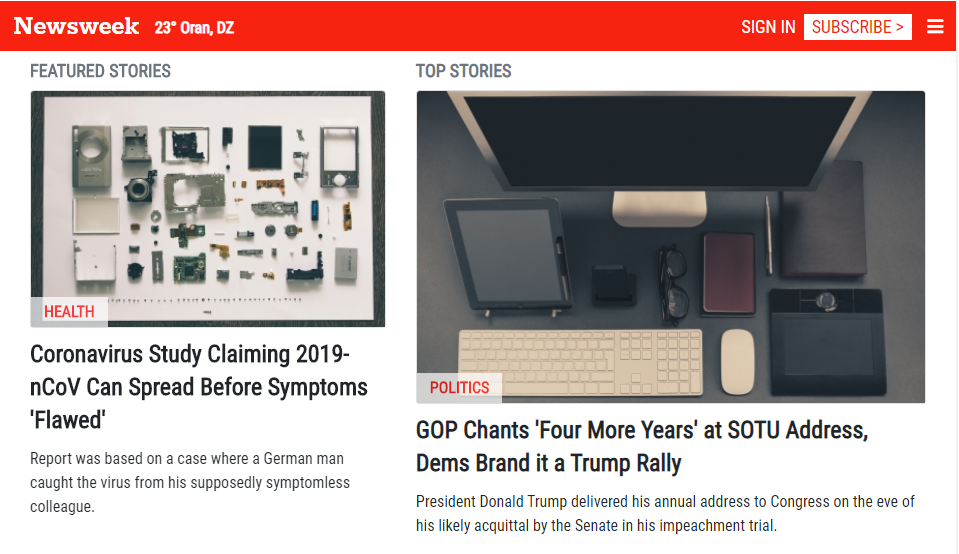 Newsweek 23° Oran, DZ SIGN IN SUBSCRIBE >
FEATURED STORIES
HEALTH
Coronavirus Study Claiming 2019-
nCoV Can Spread Before Symptoms
'Flawed'
Report was based on a case where a German man
caught the virus from his supposedly symptomless
colleague.
TOP STORIES
POLITICS
GOP Chants 'Four More Years' at SOTU Address,
Dems Brand it a Trump Rally
President Donald Trump delivered his annual address to Congress on the eve of
his likely acquittal by the Senate in his impeachment trial.